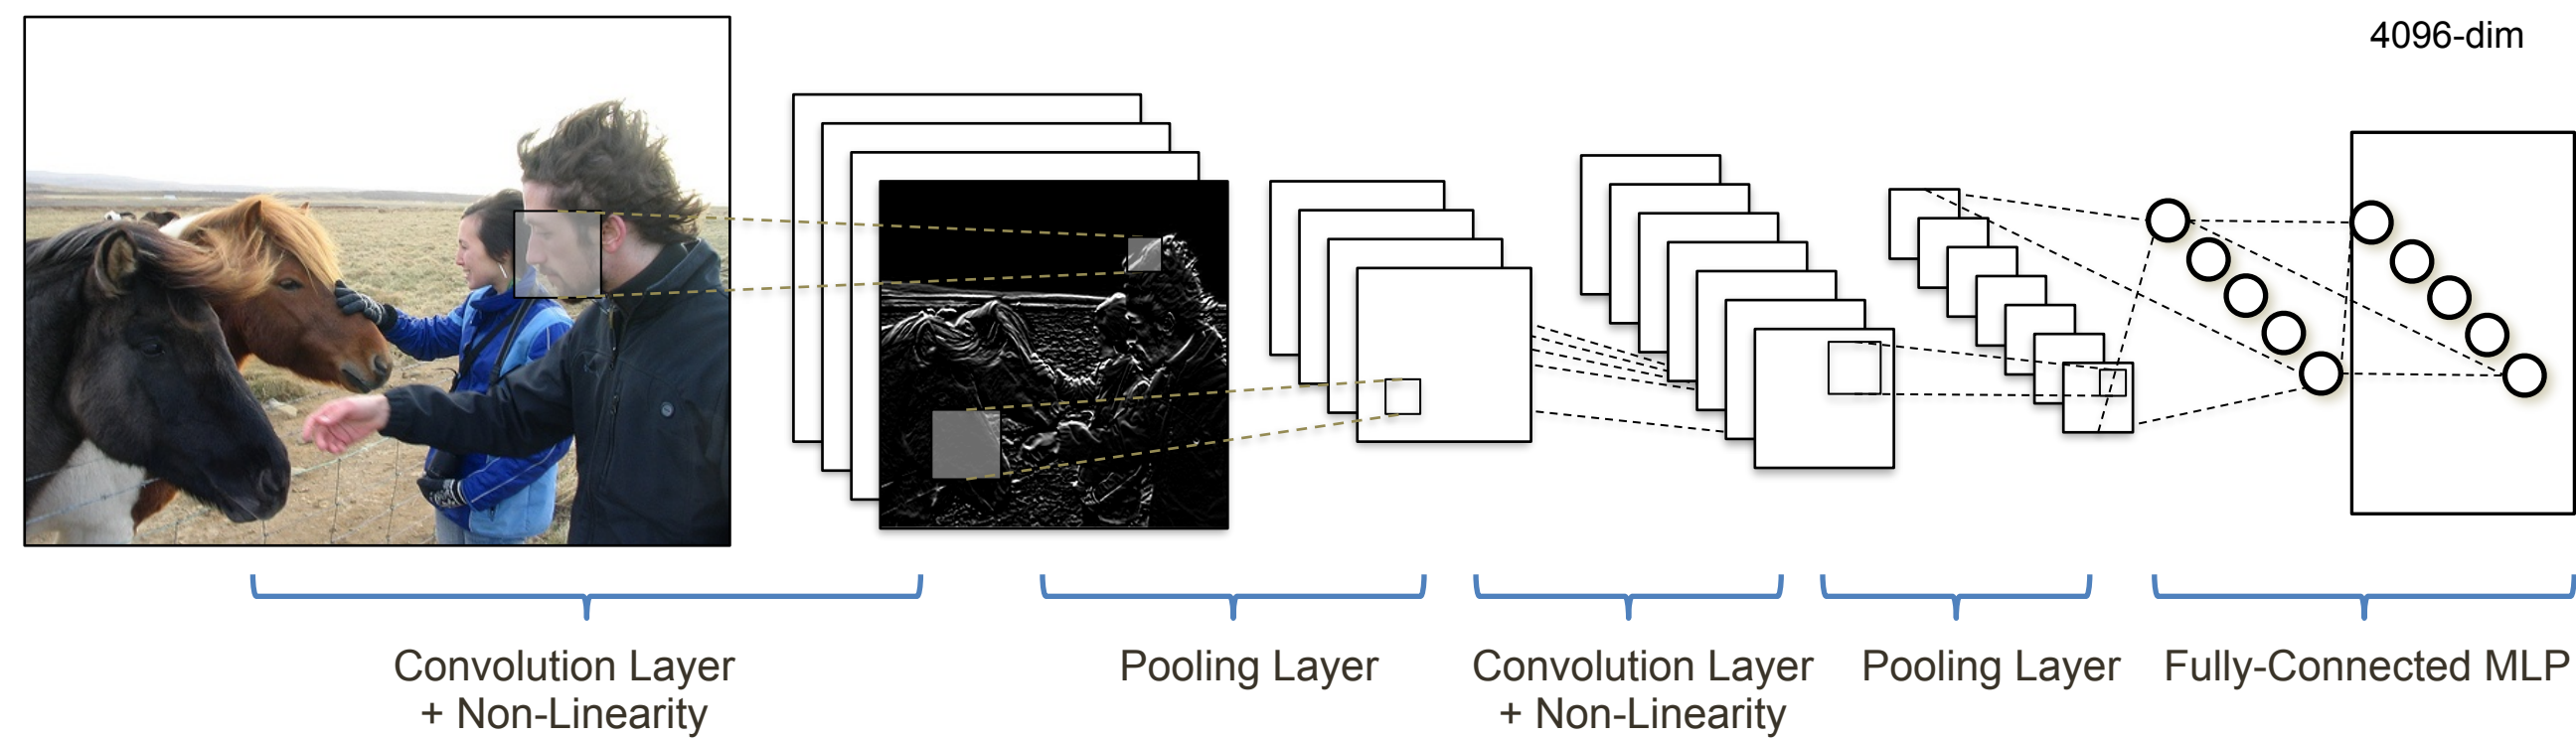 4096-dim
Convolution Layer
+ Non-Linearity
Pooling Layer
Convolution Layer
+ Non-Linearity
Pooling Layer
Fully-Connected MLP